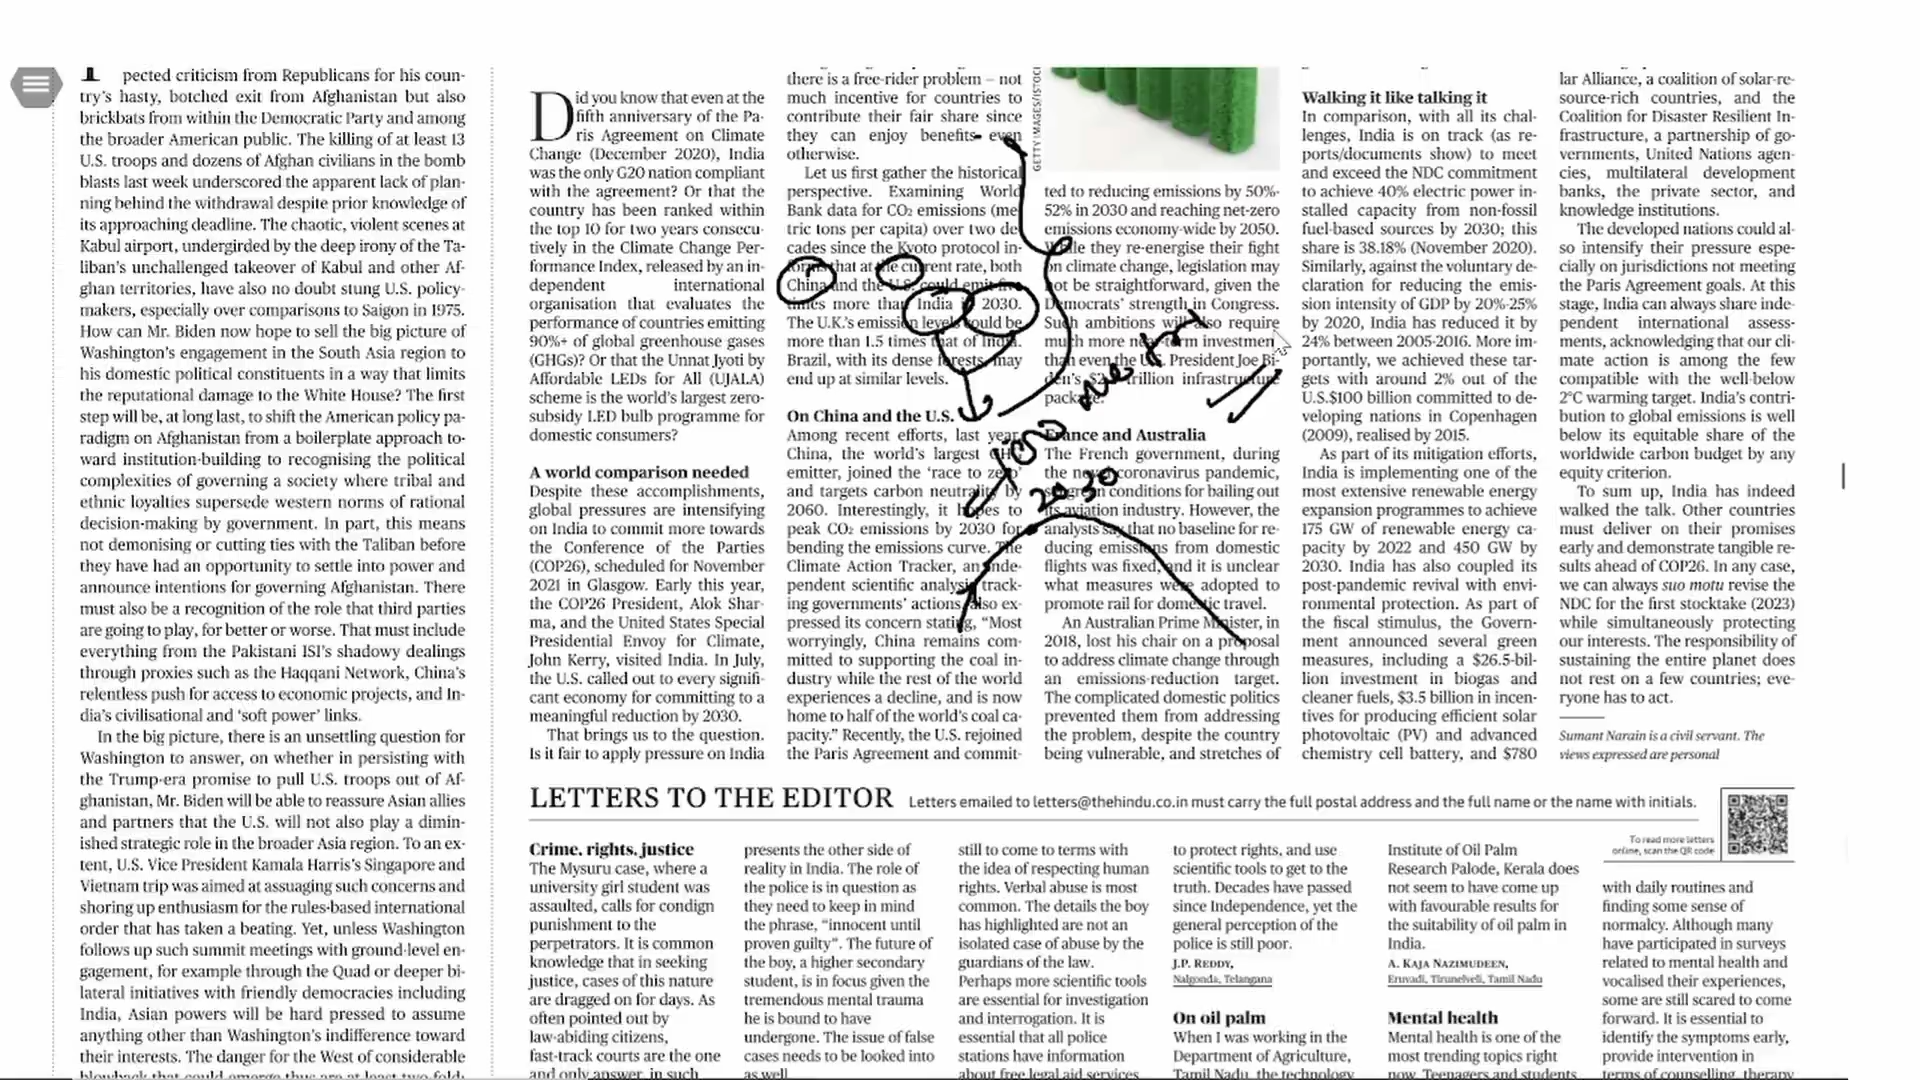 pected criticism from Republicans for his coun-
try's hasty, botched exit from Afghanistan but also
brickbats from within the Democratic Party and among
the broader American public. The killing of at least 13
U.S. troops and dozens of Afghan civilians in the bomb
blasts last week underscored the apparent lack of plan-
ning behind the withdrawal despite prior knowledge of
its approaching deadline. The chaotic, violent scenes at
Kabul airport, undergirded by the deep irony of the Ta-
liban's unchallenged takeover of Kabul and other Af-
ghan territories, have also no doubt stung U.S. policy-
makers, especially over comparisons to Saigon in 1975.
How can Mr. Biden now hope to sell the big picture of
Washington's engagement in the South Asia region to
his domestic political constituents in a way that limits
the reputational damage to the White House? The first
step will be, at long last, to shift the American policy pa-
radigm on Afghanistan from a boilerplate approach to-
ward institution-building to recognising the political
complexities of governing a society where tribal and
ethnic loyalties supersede western norms of rational
decision-making by government. In part, this means
not demonising or cutting ties with the Taliban before
they have had an opportunity to settle into power and
announce intentions for governing Afghanistan. There
must also be a recognition of the role that third parties
are going to play, for better or worse. That must include
everything from the Pakistani ISI's shadowy dealings
through proxies such as the Haqqani Network, China's
relentless push for access to economic projects, and In-
dia's civilisational and 'soft power' links.
In the big picture, there is an unsettling question for
Washington to answer, on whether in persisting with
the Trump-era promise to pull U.S. troops out of Af-
ghanistan, Mr. Biden will be able to reassure Asian allies
and partners that the U.S. will not also play a dimin-
ished strategic role in the broader Asia region. To an ex-
tent, U.S. Vice President Kamala Harris's Singapore and
Vietnam trip was aimed at assuaging such concerns and
shoring up enthusiasm for the rules-based international
order that has taken a beating. Yet, unless Washington
follows up such summit meetings with ground-level en-
gagement, for example through the Quad or deeper bi-
lateral initiatives with friendly democracies including
India, Asian powers will be hard pressed to assume
anything other than Washington's indifference toward
their interests. The danger for the West of considerable
blowback that could emerge thus are at least two-fold:
Did you know that even at the
fifth anniversary of the Pa-
ris Agreement on Climate
Change (December 2020), India
was the only G20 nation compliant
with the agreement? Or that the
country has been ranked within
the top 10 for two years consecu-
tively in the Climate Change Per-
formance Index, released by an in-
dependent international
organisation that evaluates the
performance of countries emitting
90%+ of global greenhouse gases
(GHGs)? Or that the Unnat Jyoti by
Affordable LEDs for All (UJALA)
scheme is the world's largest zero-
subsidy LED bulb programme for
domestic consumers?
A world comparison needed
Despite these accomplishments,
global pressures are intensifying
on India to commit more towards
the Conference of the Parties
(COP26), scheduled for November
2021 in Glasgow. Early this year,
the COP26 President, Alok Shar-
ma, and the United States Special
Presidential Envoy for Climate,
John Kerry, visited India. In July,
the U.S. called out to every signifi-
cant economy for committing to a
meaningful reduction by 2030.
That brings us to the question.
Is it fair to apply pressure on India
there is a free-rider problem – not
much incentive for countries to
contribute their fair share since
they can enjoy benefits even
otherwise.
Let us first gather the historical
perspective. Examining World
Bank data for CO2 emissions (me
tric tons per capita) over two de
cades since the Kyoto protocol in-
forms that at the current rate, both
China and the U.S. could emit five
times more than India in 2030.
The U.K.'s emission levels could be
more than 1.5 times that of India.
Brazil, with its dense forests, may
end up at similar levels.
On China and the U.S.
Among recent efforts, last year,
China, the world's largest GHG
emitter, joined the 'race to zero'
and targets carbon neutrality by
2060. Interestingly, it hopes to
peak CO2 emissions by 2030 for
bending the emissions curve. The
Climate Action Tracker, an inde-
pendent scientific analysis track-
ing governments' actions, also ex-
pressed its concern stating, "Most
worryingly, China remains com-
mitted to supporting the coal in-
dustry while the rest of the world
experiences a decline, and is now
home to half of the world's coal ca-
pacity." Recently, the U.S. rejoined
the Paris Agreement and commit-
GETTY IMAGES/ISTOC
ted to reducing emissions by 50%-
52% in 2030 and reaching net-zero
emissions economy-wide by 2050.
While they re-energise their fight
on climate change, legislation may
not be straightforward, given the
Democrats' strength in Congress.
Such ambitions will also require
much more near-term investment
than even the U.S. President Joe Bi-
den's trillion infrastructure
package.
France and Australia
The French government, during
the novel coronavirus pandemic,
set green conditions for bailing out
its aviation industry. However, the
analysts say that no baseline for re-
ducing emissions from domestic
flights was fixed, and it is unclear
what measures were adopted to
promote rail for domestic travel.
An Australian Prime Minister, in
2018, lost his chair on a proposal
to address climate change through
an emissions-reduction target.
The complicated domestic politics
prevented them from addressing
the problem, despite the country
being vulnerable, and stretches of
2030
Walking it like talking it
In comparison, with all its chal-
lenges, India is on track (as re-
ports/documents show) to meet
and exceed the NDC commitment
to achieve 40% electric power in-
stalled capacity from non-fossil
fuel-based sources by 2030; this
share is 38.18% (November 2020).
Similarly, against the voluntary de-
claration for reducing the emis-
sion intensity of GDP by 20%-25%
by 2020, India has reduced it by
24% between 2005-2016. More im-
portantly, we achieved these tar-
gets with around 2% out of the
U.S.$100 billion committed to de-
veloping nations in Copenhagen
(2009), realised by 2015.
As part of its mitigation efforts,
India is implementing one of the
most extensive renewable energy
expansion programmes to achieve
175 GW of renewable energy ca-
pacity by 2022 and 450 GW by
2030. India has also coupled its
post-pandemic revival with envi-
ronmental protection. As part of
the fiscal stimulus, the Govern-
ment announced several green
measures, including a $26.5-bil-
lion investment in biogas and
cleaner fuels, $3.5 billion in incen-
tives for producing efficient solar
photovoltaic (PV) and advanced
chemistry cell battery, and $780
lar Alliance, a coalition of solar-re-
source-rich countries, and the
Coalition for Disaster Resilient In-
frastructure, a partnership of go-
vernments, United Nations agen-
cies, multilateral development
banks, the private sector, and
knowledge institutions.
The developed nations could al-
so intensify their pressure espe-
cially on jurisdictions not meeting
the Paris Agreement goals. At this
stage, India can always share inde-
pendent international assess-
ments, acknowledging that our cli-
mate action is among the few
compatible with the well-below
2°C warming target. India's contri-
bution to global emissions is well
below its equitable share of the
worldwide carbon budget by any
equity criterion.
To sum up, India has indeed
walked the talk. Other countries
must deliver on their promises
early and demonstrate tangible re-
sults ahead of COP26. In any case,
we can always suo motu revise the
NDC for the first stocktake (2023)
while simultaneously protecting
our interests. The responsibility of
sustaining the entire planet does
not rest on a few countries; eve-
ryone has to act.
Sumant Narain is a civil servant. The
views expressed are personal
LETTERS TO THE EDITOR Letters emailed to letters@thehindu.co.in must carry the full postal address and the full name or the name with initials.
To read more letters
online, scan the QR code
Crime, rights, justice
The Mysuru case, where a
university girl student was
assaulted, calls for condign
punishment to the
perpetrators. It is common
knowledge that in seeking
justice, cases of this nature
are dragged on for days. As
often pointed out by
law-abiding citizens,
fast-track courts are the one
and only answer, in such
presents the other side of
reality in India. The role of
the police is in question as
they need to keep in mind
the phrase, "innocent until
proven guilty". The future of
the boy, a higher secondary
student, is in focus given the
tremendous mental trauma
he is bound to have
undergone. The issue of false
cases needs to be looked into
as well.
still to come to terms with
the idea of respecting human
rights. Verbal abuse is most
common. The details the boy
has highlighted are not an
isolated case of abuse by the
guardians of the law.
Perhaps more scientific tools
are essential for investigation
and interrogation. It is
essential that all police
stations have information
about free legal aid services
to protect rights, and use
scientific tools to get to the
truth. Decades have passed
since Independence, yet the
general perception of the
police is still poor.
J.P. REDDY,
Nalgonda, Telangana
On oil palm
When I was working in the
Department of Agriculture,
Tamil Nadu, the technology
Institute of Oil Palm
Research Palode, Kerala does
not seem to have come up
with favourable results for
the suitability of oil palm in
India.
A. KAJA NAZIMUDEEN,
Eruvadi, Tirunelveli, Tamil Nadu
Mental health
Mental health is one of the
most trending topics right
now. Teenagers and students
with daily routines and
finding some sense of
normalcy. Although many
have participated in surveys
related to mental health and
vocalised their experiences,
some are still scared to come
forward. It is essential to
identify the symptoms early,
provide intervention in
terms of counselling, therapy